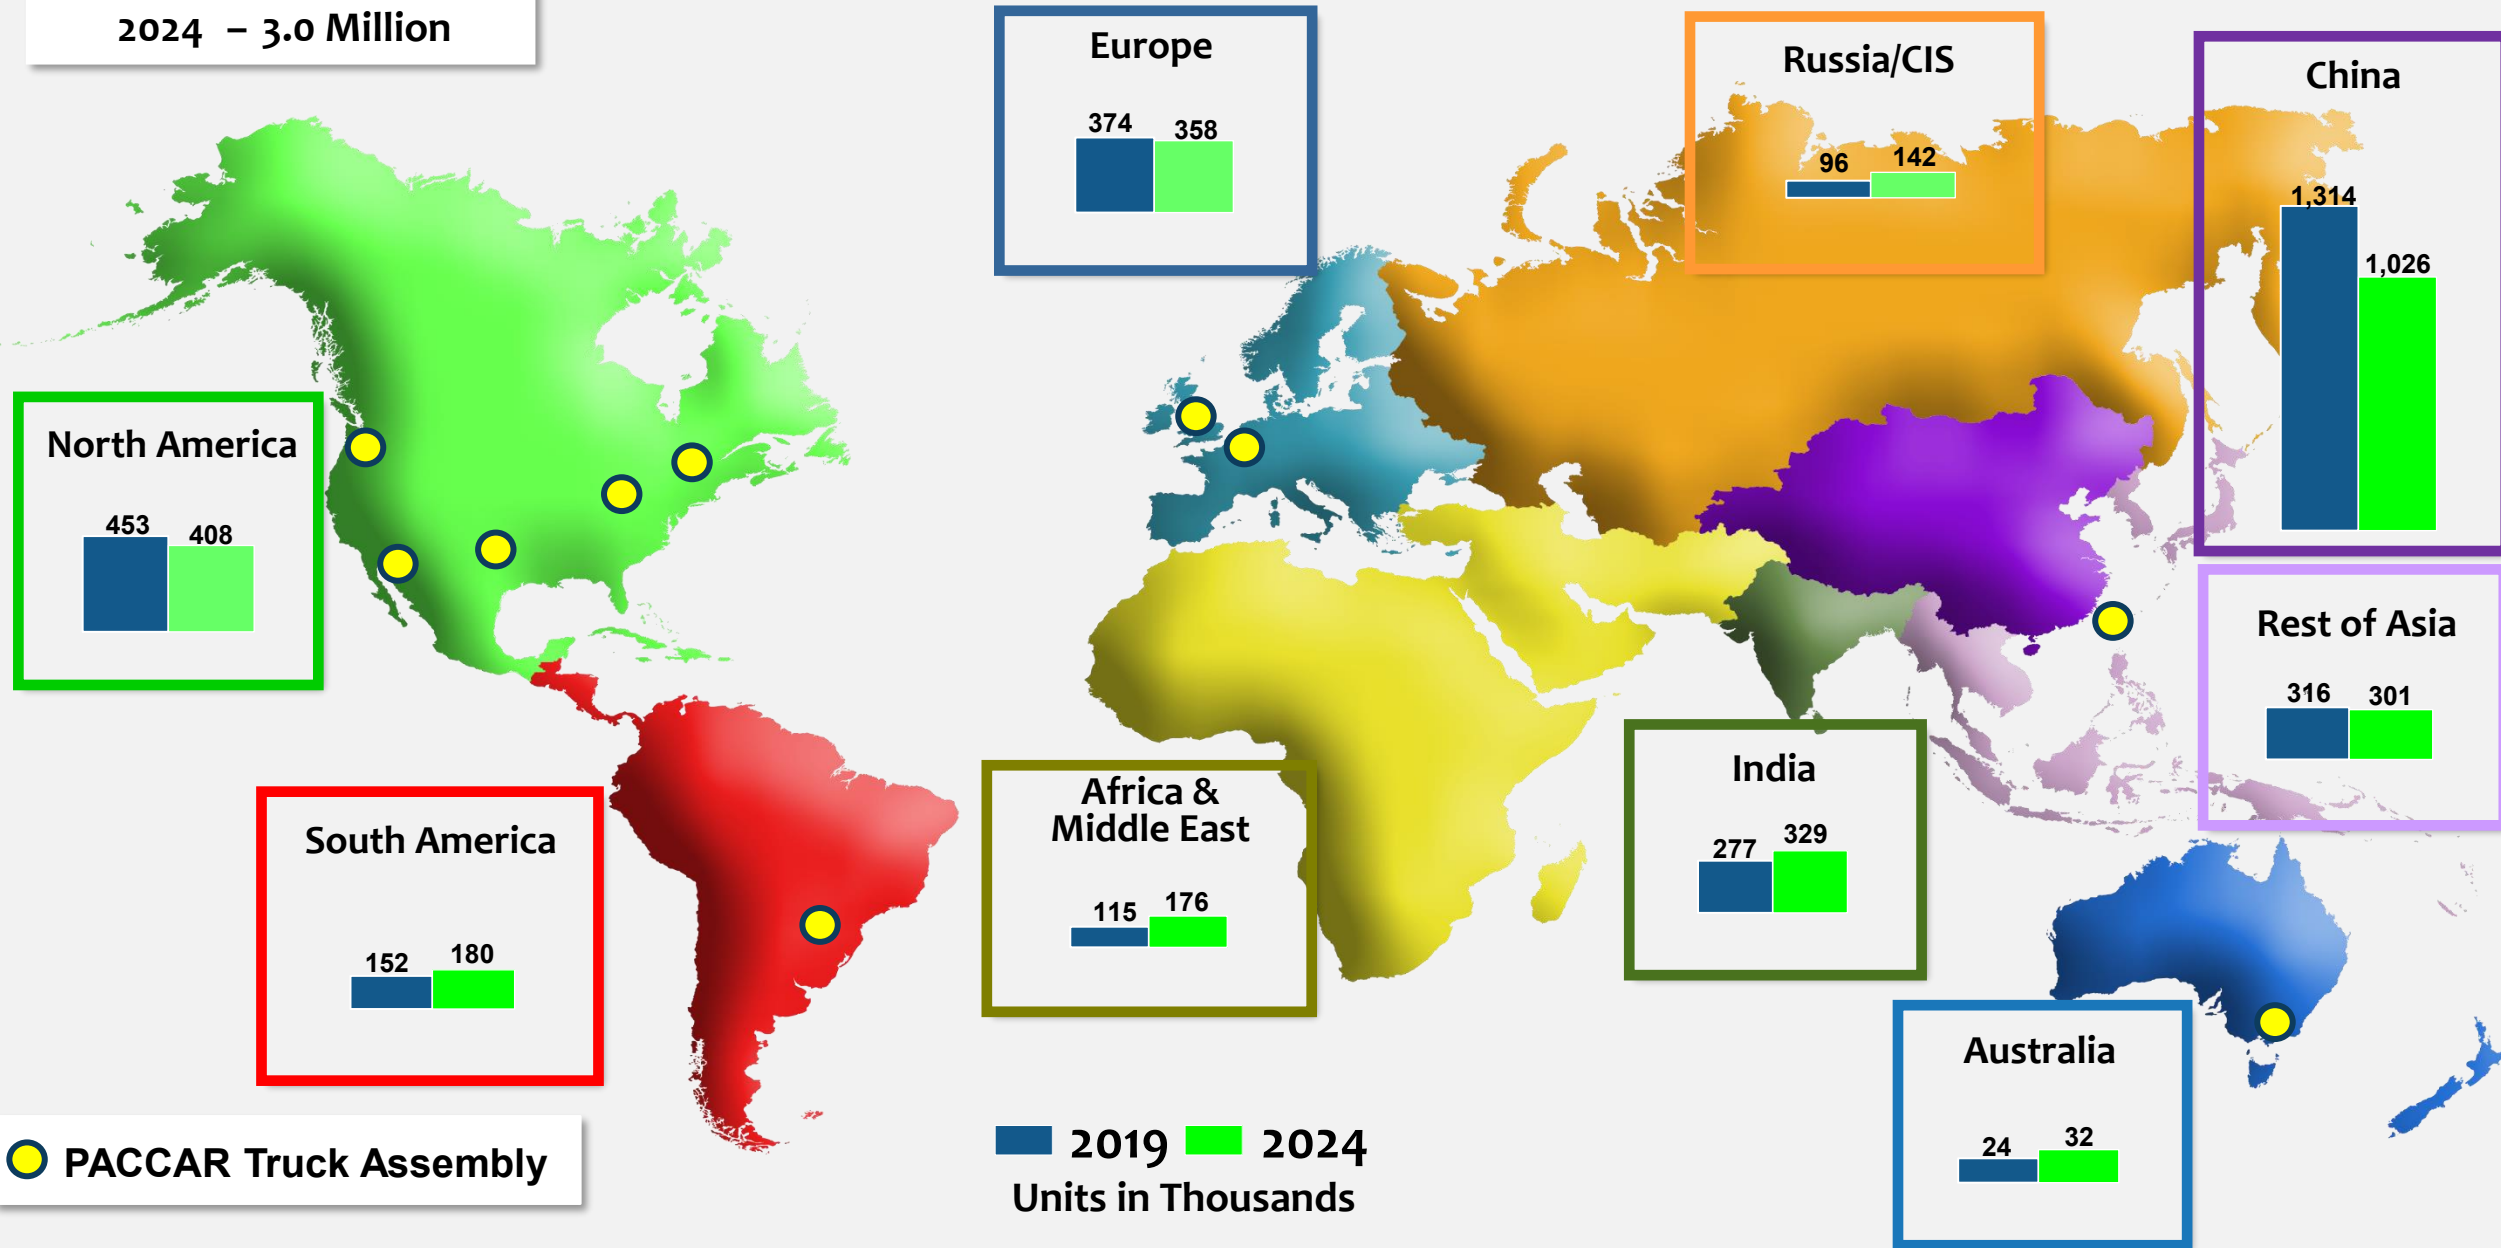 2024 – 3.0 Million
Europe
374
358
Russia/CIS
96
142
China
1,314
1,026
North America
453
408
Rest of Asia
316
301
South America
152
180
Africa &
Middle East
115
176
India
277
329
Australia
24
32
PACCAR Truck Assembly
2019
2024
Units in Thousands